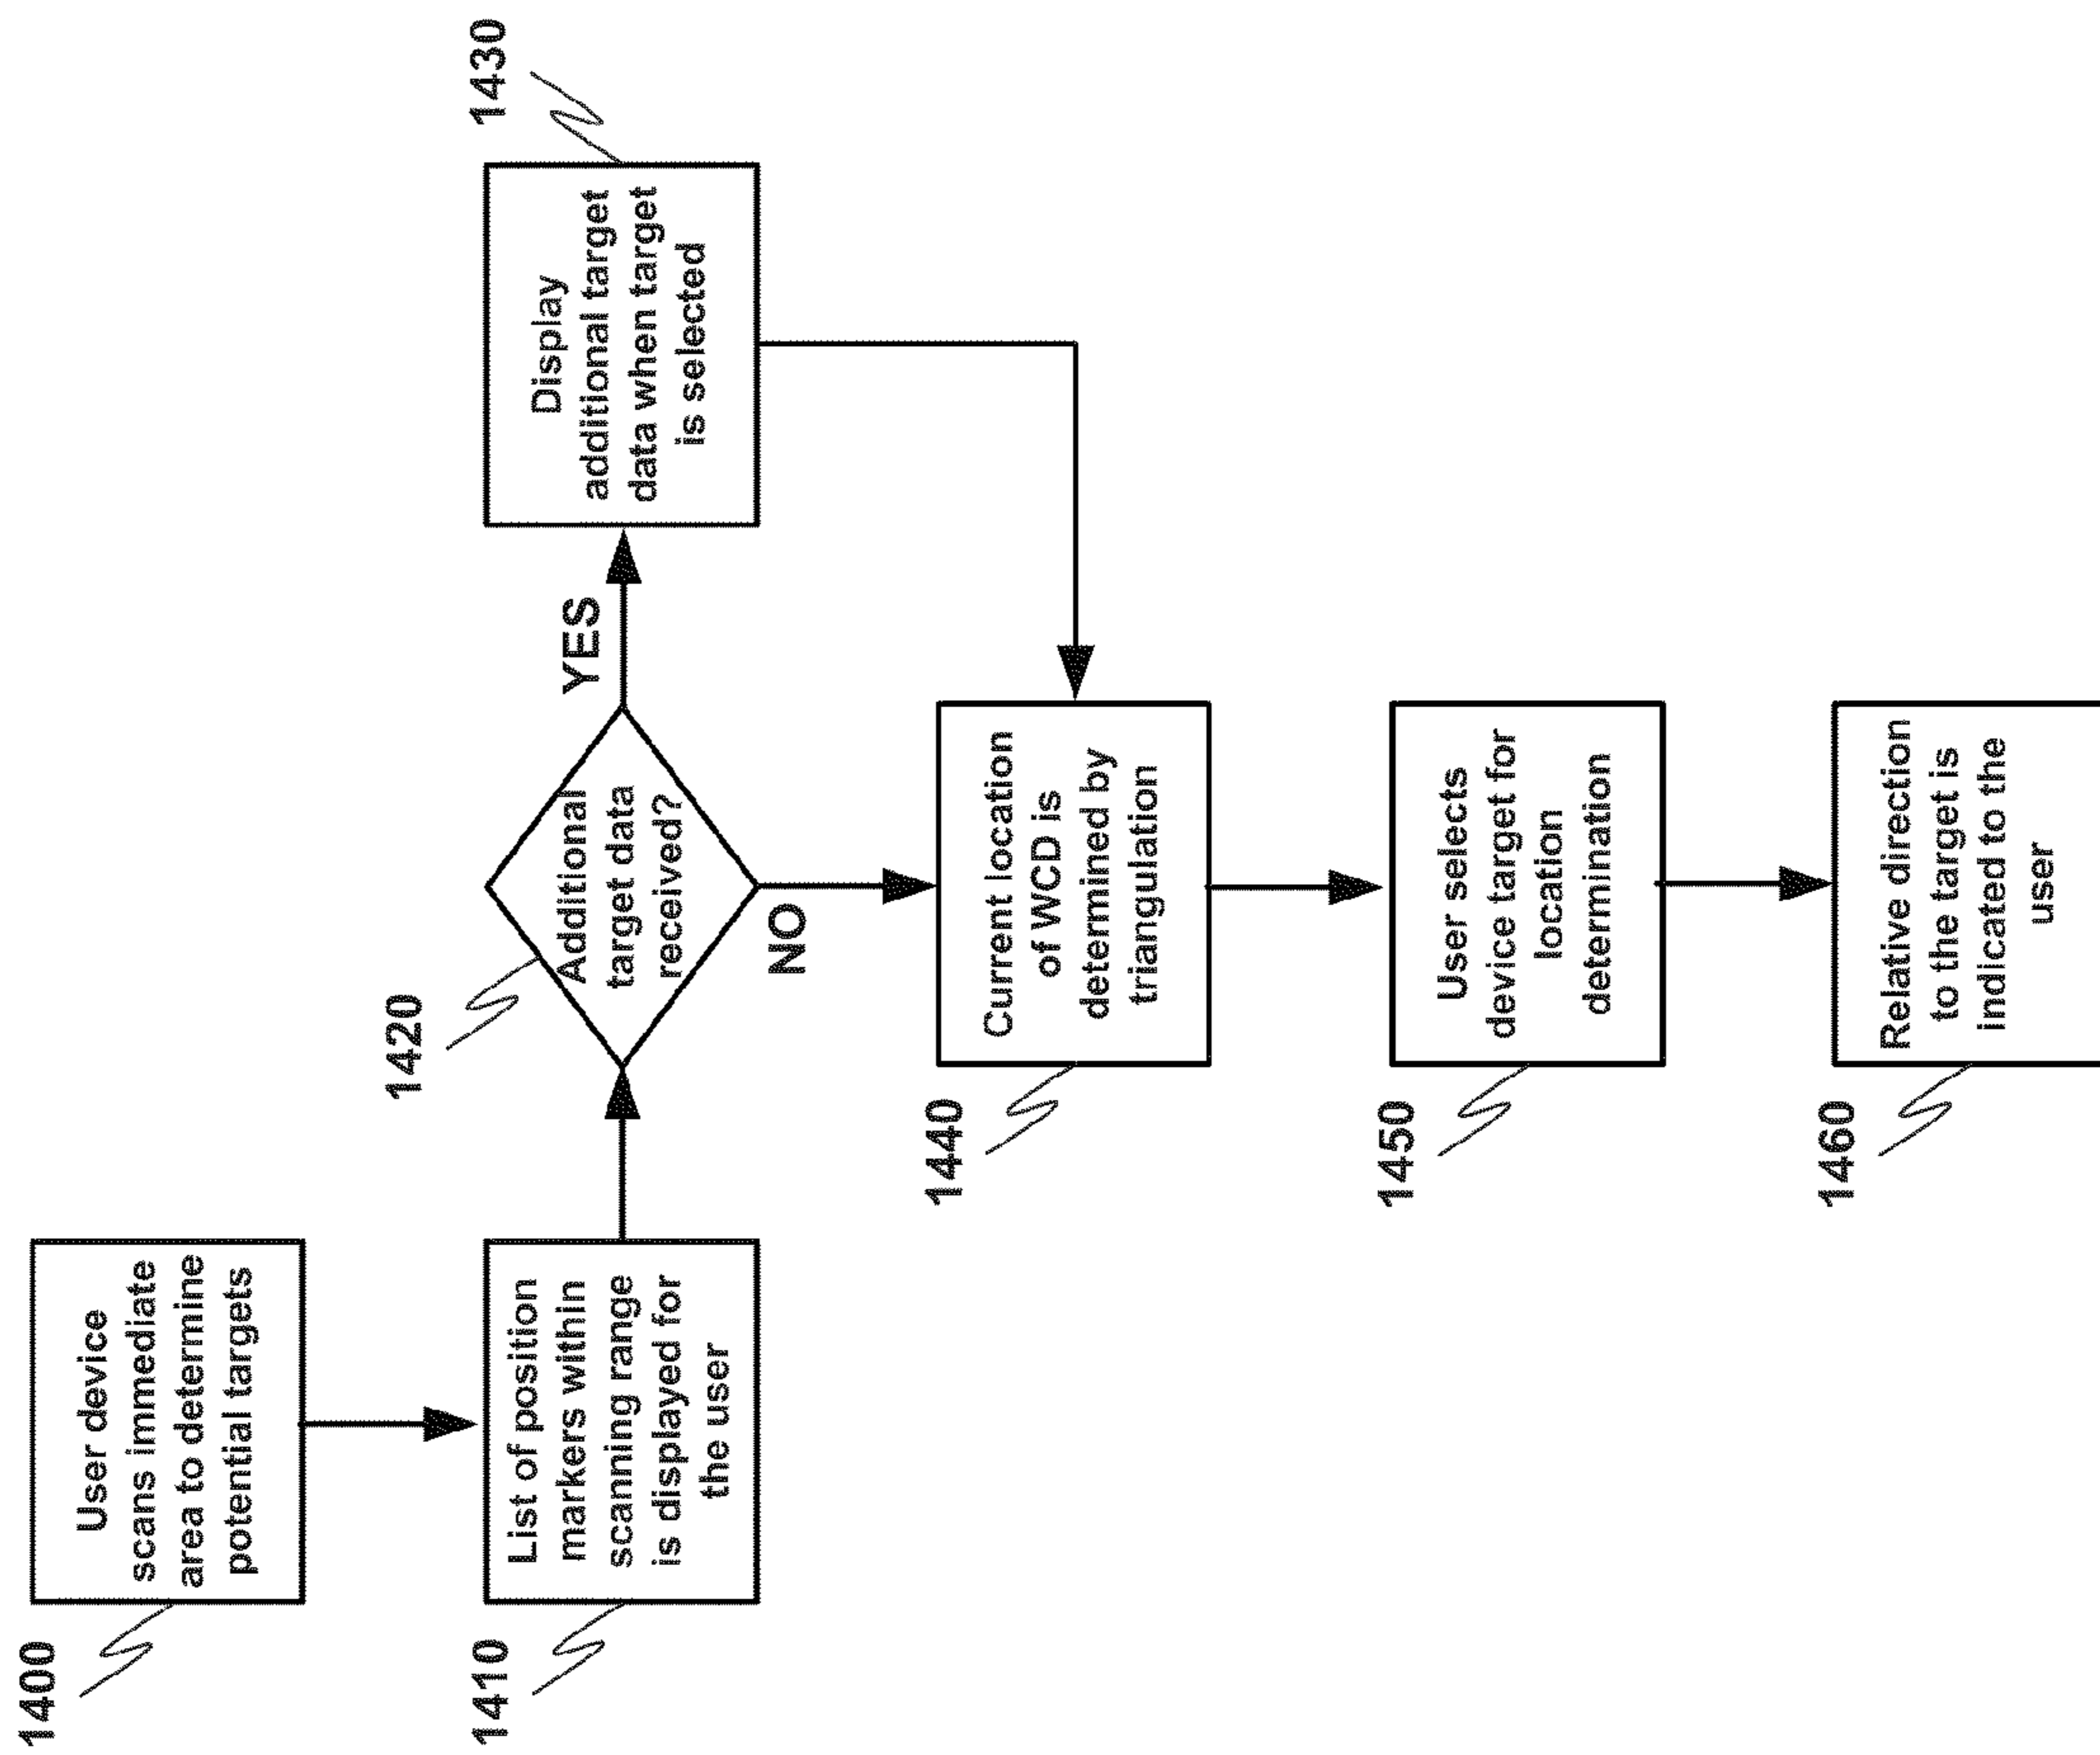 1400
User device
scans immediate
area to determine
potential targets
1410
List of position
markers within
scanning range
is displayed for
the user
1420
Additional
target data
received?
YES
NO
1430
Display
additional target
data when target
is selected
1440
Current location
of WCD is
determined by
triangulation
1450
User selects
device target for
location
determination
1460
Relative direction
to the target is
indicated to the
user